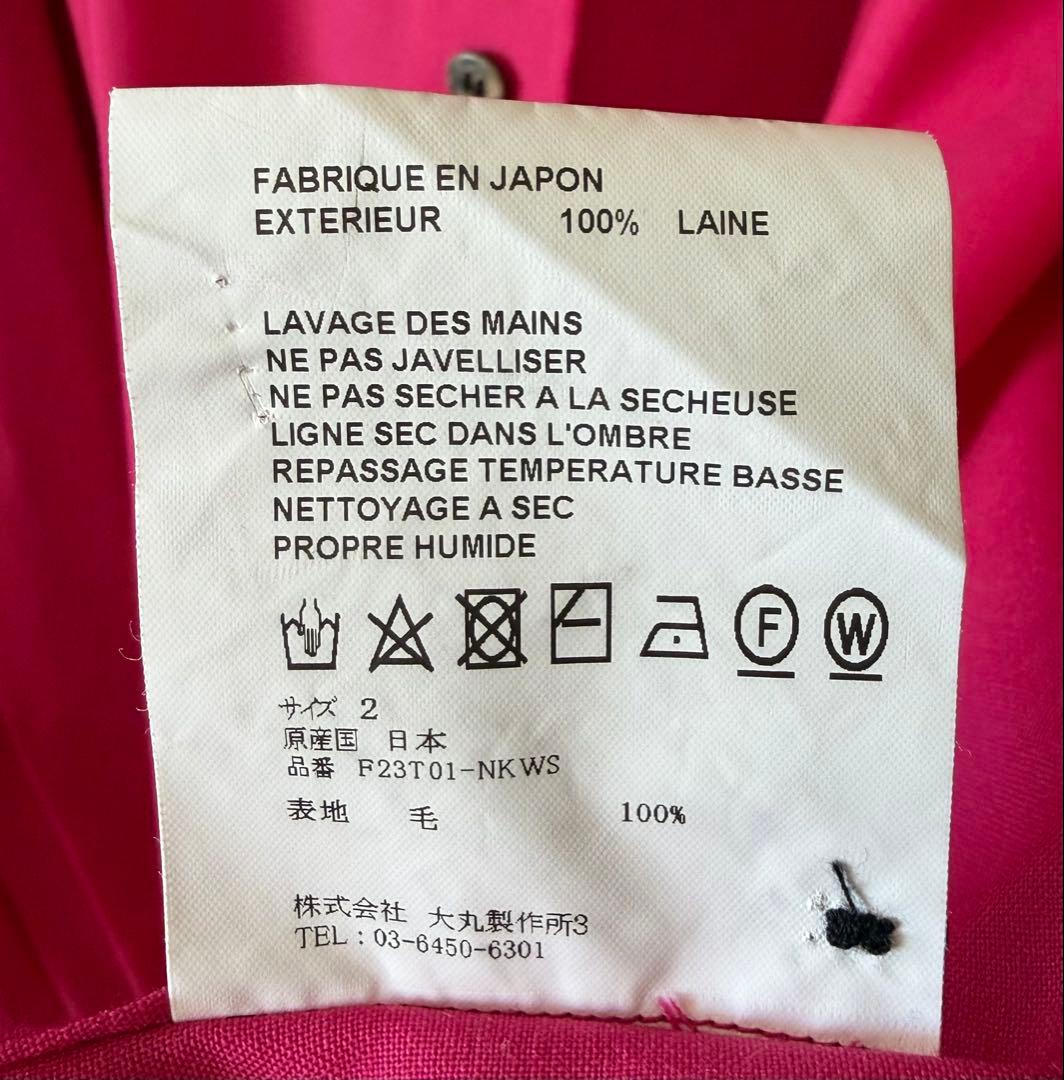 FABRIQUE EN JAPON
EXTERIEUR 100% LAINE
LAVAGE DES MAINS
NE PAS JAVELLISER
NE PAS SECHER A LA SECHEUSE
LIGNE SEC DANS L'OMBRE
REPASSAGE TEMPERATURE BASSE
NETTOYAGE A SEC
PROPRE HUMIDE
F W
サイズ 2
原産国 日本
品番 F23T01-NKWS
表地 毛 100%
株式会社 大丸製作所3
TEL：03-6450-6301